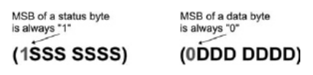 MSB of a status byte
is always "1"
(1SSS SSSS)
MSB of a data byte
is always "0"
(0DDD DDDD)